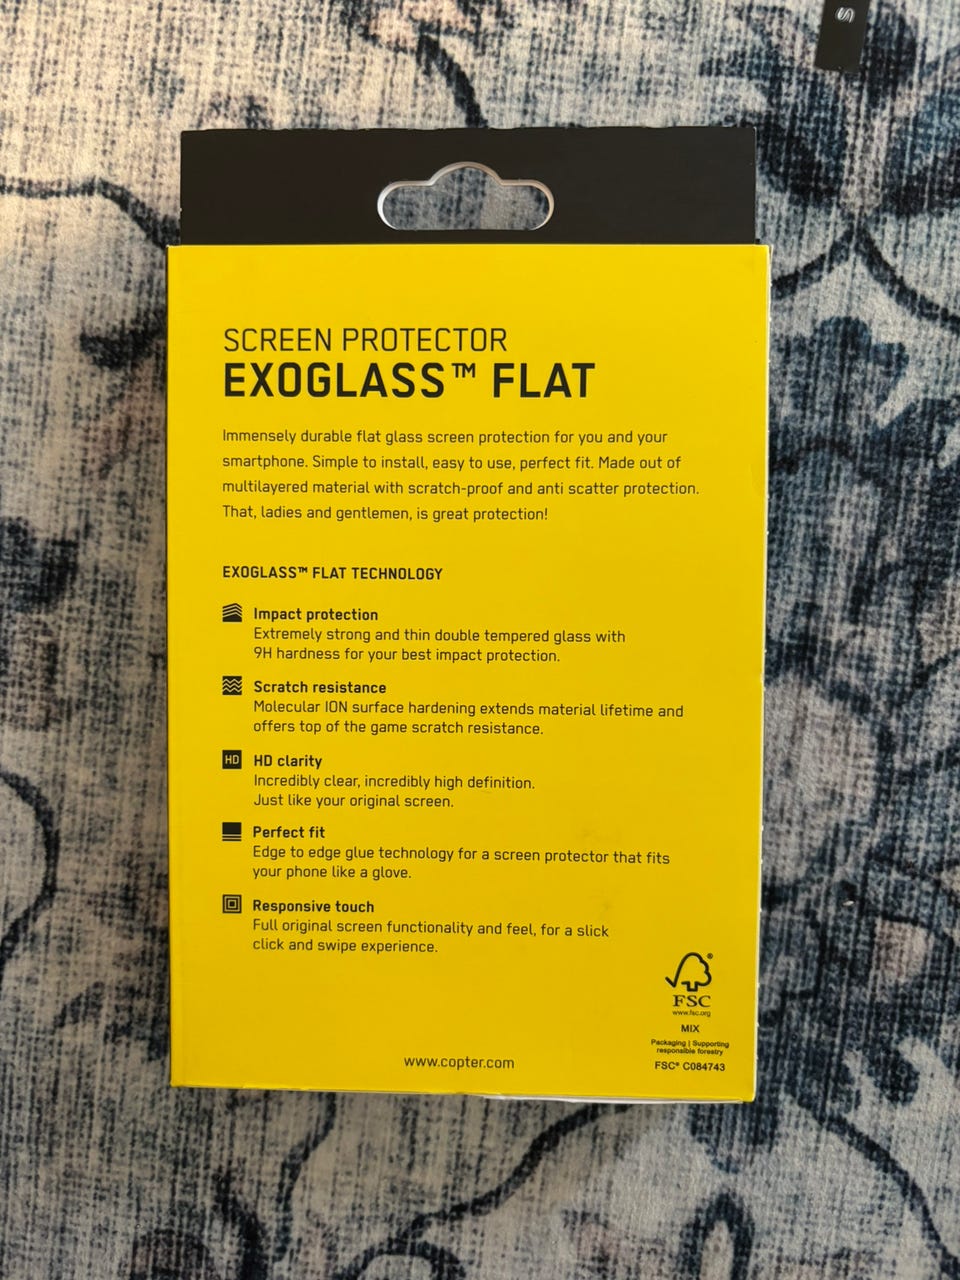 S
SCREEN PROTECTOR
EXOGLASS™ FLAT
Immensely durable flat glass screen protection for you and your
smartphone. Simple to install, easy to use, perfect fit. Made out of
multilayered material with scratch-proof and anti scatter protection.
That, ladies and gentlemen, is great protection!
EXOGLASS™ FLAT TECHNOLOGY
Impact protection
Extremely strong and thin double tempered glass with
9H hardness for your best impact protection.
Scratch resistance
Molecular ION surface hardening extends material lifetime and
offers top of the game scratch resistance.
HD HD clarity
Incredibly clear, incredibly high definition.
Just like your original screen.
Perfect fit
Edge to edge glue technology for a screen protector that fits
your phone like a glove.
Responsive touch
Full original screen functionality and feel, for a slick
click and swipe experience.
®
FSC
www.fsc.org
MIX
Packaging | Supporting
responsible forestry
FSC® C084743
www.copter.com